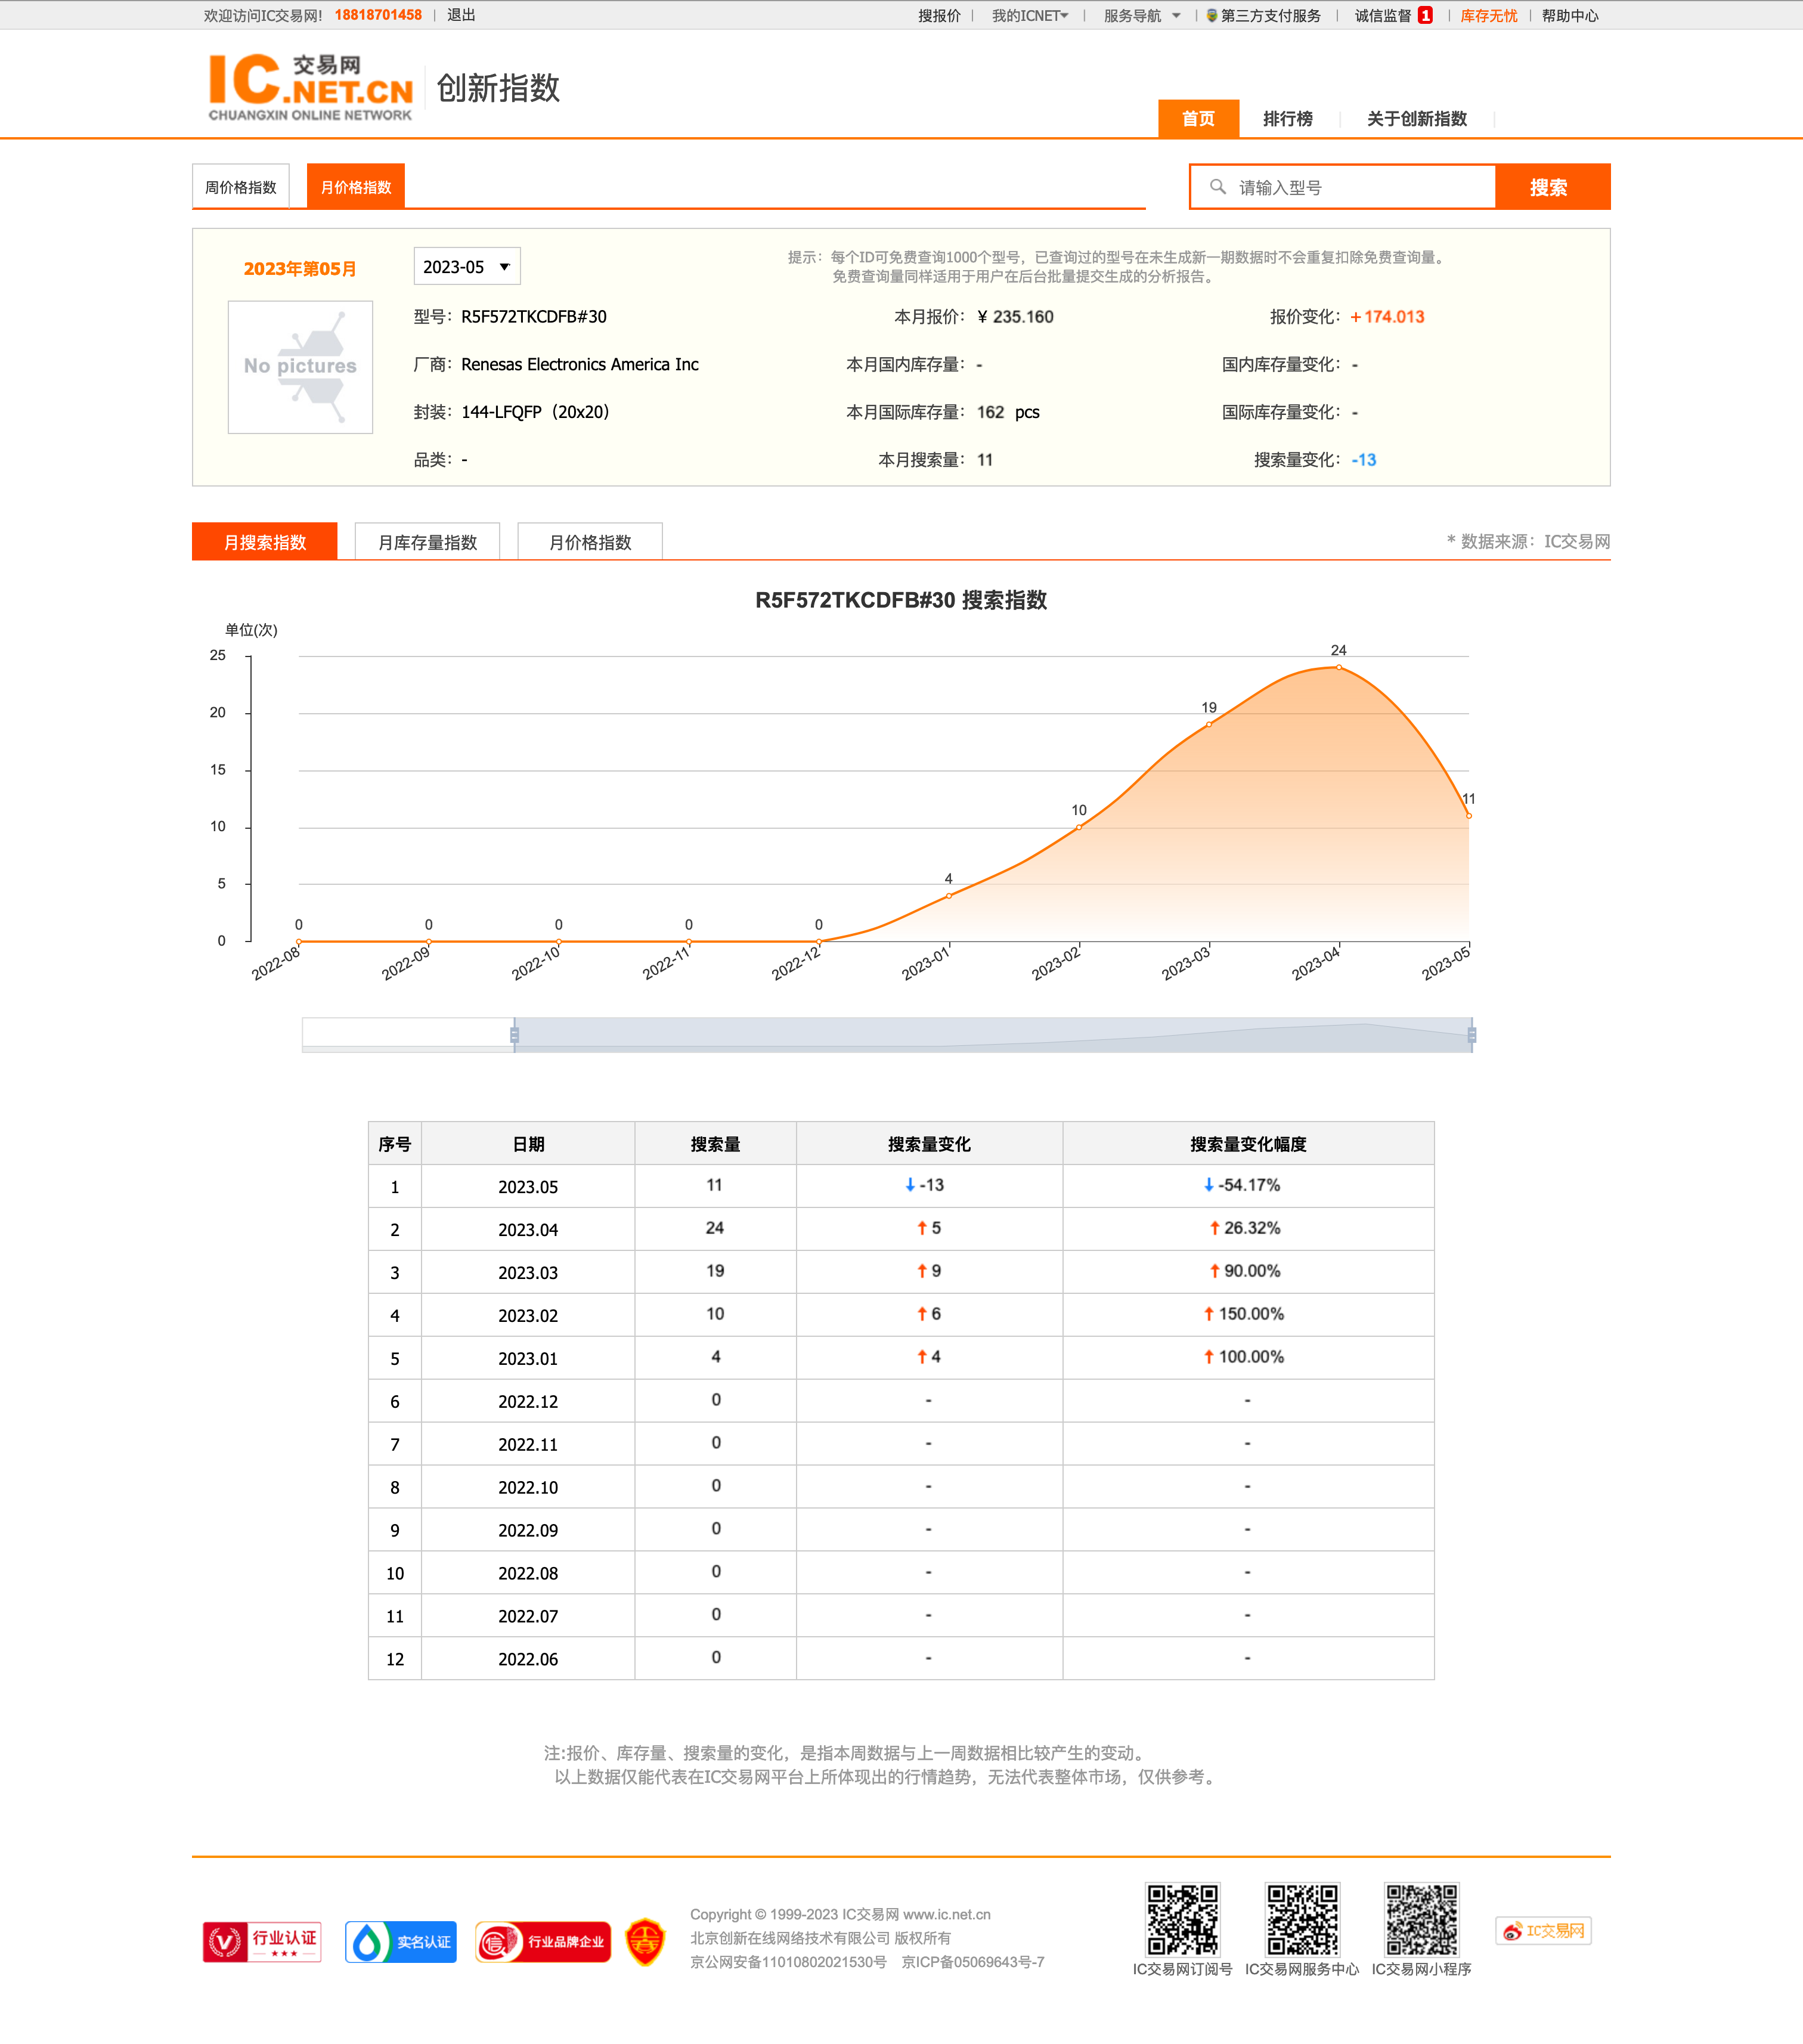 欢迎访问IC交易网! 18818701458 | 退出 搜报价 | 我的ICNET | 服务导航 | 第三方支付服务 | 诚信监督 1 | 库存无忧 | 帮助中心
IC 交易网 .NET.CN
CHUANGXIN ONLINE NETWORK
创新指数
首页 排行榜 关于创新指数
周价格指数 月价格指数 请输入型号 搜索
2023年第05月 2023-05
提示：每个ID可免费查询1000个型号，已查询过的型号在未生成新一期数据时不会重复扣除免费查询量。
免费查询量同样适用于用户在后台批量提交生成的分析报告。
No pictures
型号：R5F572TKCDFB#30 本月报价：¥ 235.160 报价变化：+174.013
厂商：Renesas Electronics America Inc 本月国内库存量：- 国内库存量变化：-
封装：144-LFQFP（20x20） 本月国际库存量：162 pcs 国际库存量变化：-
品类：- 本月搜索量：11 搜索量变化：-13
月搜索指数 月库存量指数 月价格指数 * 数据来源：IC交易网
R5F572TKCDFB#30 搜索指数
单位(次)
25
20
15
10
5
0
0 0 0 0 0 4 10 19 24 11
2022-08 2022-09 2022-10 2022-11 2022-12 2023-01 2023-02 2023-03 2023-04 2023-05
序号 日期 搜索量 搜索量变化 搜索量变化幅度
1 2023.05 11 ↓ -13 ↓ -54.17%
2 2023.04 24 ↑ 5 ↑ 26.32%
3 2023.03 19 ↑ 9 ↑ 90.00%
4 2023.02 10 ↑ 6 ↑ 150.00%
5 2023.01 4 ↑ 4 ↑ 100.00%
6 2022.12 0 - -
7 2022.11 0 - -
8 2022.10 0 - -
9 2022.09 0 - -
10 2022.08 0 - -
11 2022.07 0 - -
12 2022.06 0 - -
注:报价、库存量、搜索量的变化，是指本周数据与上一周数据相比较产生的变动。
以上数据仅能代表在IC交易网平台上所体现出的行情趋势，无法代表整体市场，仅供参考。
行业认证
实名认证
信 行业品牌企业
Copyright © 1999-2023 IC交易网 www.ic.net.cn
北京创新在线网络技术有限公司 版权所有
京公网安备11010802021530号 京ICP备05069643号-7
IC交易网订阅号 IC交易网服务中心 IC交易网小程序
IC交易网